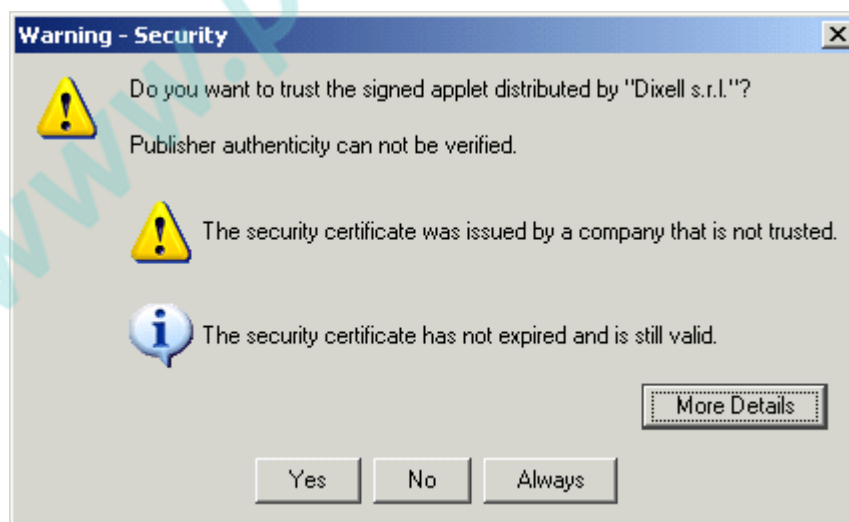 www.p
Warning - Security
Do you want to trust the signed applet distributed by "Dixell s.r.l."?
Publisher authenticity can not be verified.
The security certificate was issued by a company that is not trusted.
The security certificate has not expired and is still valid.
More Details
Yes No Always